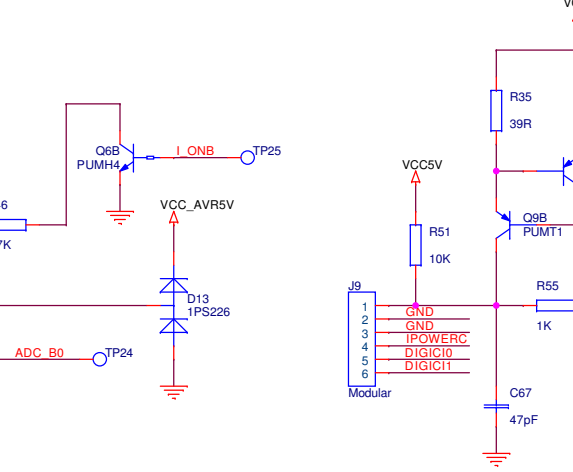 R35
39R
Q6B
PUMH4
I_ONB
TP25
VCC5V
VCC_AVR5V
6
7K
Q9B
PUMT1
R51
10K
D13
1PS226
J9
1
2
3
4
5
6
GND
GND
IPOWERC
DIGICI0
DIGICI1
Modular
R55
1K
ADC_B0
TP24
C67
47pF